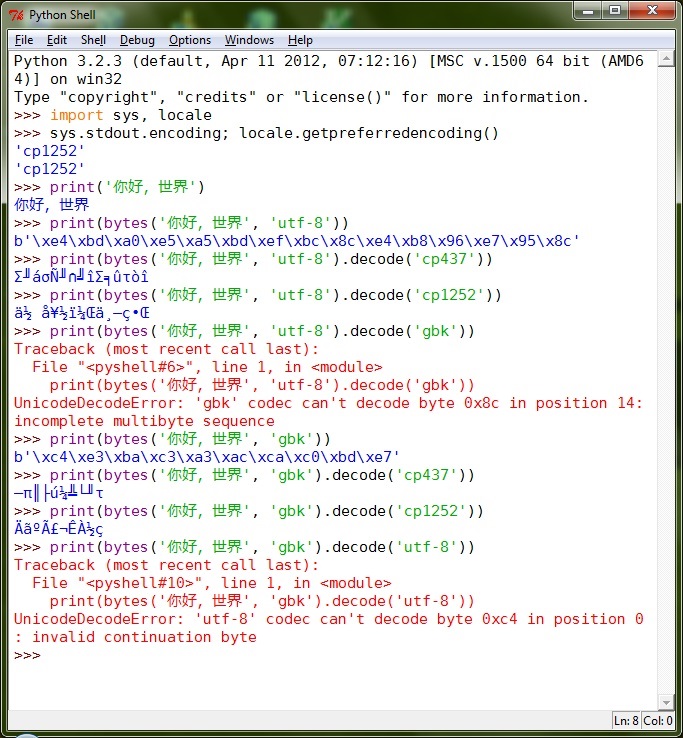 Python Shell
File Edit Shell Debug Options Windows Help
Python 3.2.3 (default, Apr 11 2012, 07:12:16) [MSC v.1500 64 bit (AMD6
4)] on win32
Type "copyright", "credits" or "license()" for more information.
>>> import sys, locale
>>> sys.stdout.encoding; locale.getpreferredencoding()
'cp1252'
'cp1252'
>>> print('你好，世界')
你好，世界
>>> print(bytes('你好，世界', 'utf-8'))
b'\xe4\xbd\xa0\xe5\xa5\xbd\xef\xbc\x8c\xe4\xb8\x96\xe7\x95\x8c'
>>> print(bytes('你好，世界', 'utf-8').decode('cp437'))
Σ╜áσÑ╜∩╝îΣ╕ûτòî
>>> print(bytes('你好，世界', 'utf-8').decode('cp1252'))
ä½ å¥½ï¼Œä¸–ç•Œ
>>> print(bytes('你好，世界', 'utf-8').decode('gbk'))
Traceback (most recent call last):
  File "<pyshell#6>", line 1, in <module>
    print(bytes('你好，世界', 'utf-8').decode('gbk'))
UnicodeDecodeError: 'gbk' codec can't decode byte 0x8c in position 14:
incomplete multibyte sequence
>>> print(bytes('你好，世界', 'gbk'))
b'\xc4\xe3\xba\xc3\xa3\xac\xca\xc0\xbd\xe7'
>>> print(bytes('你好，世界', 'gbk').decode('cp437'))
─π║├ú¼╩└╜τ
>>> print(bytes('你好，世界', 'gbk').decode('cp1252'))
ÄãºÃ£¬ÊÀ½ç
>>> print(bytes('你好，世界', 'gbk').decode('utf-8'))
Traceback (most recent call last):
  File "<pyshell#10>", line 1, in <module>
    print(bytes('你好，世界', 'gbk').decode('utf-8'))
UnicodeDecodeError: 'utf-8' codec can't decode byte 0xc4 in position 0
: invalid continuation byte
>>>
Ln: 8 Col: 0